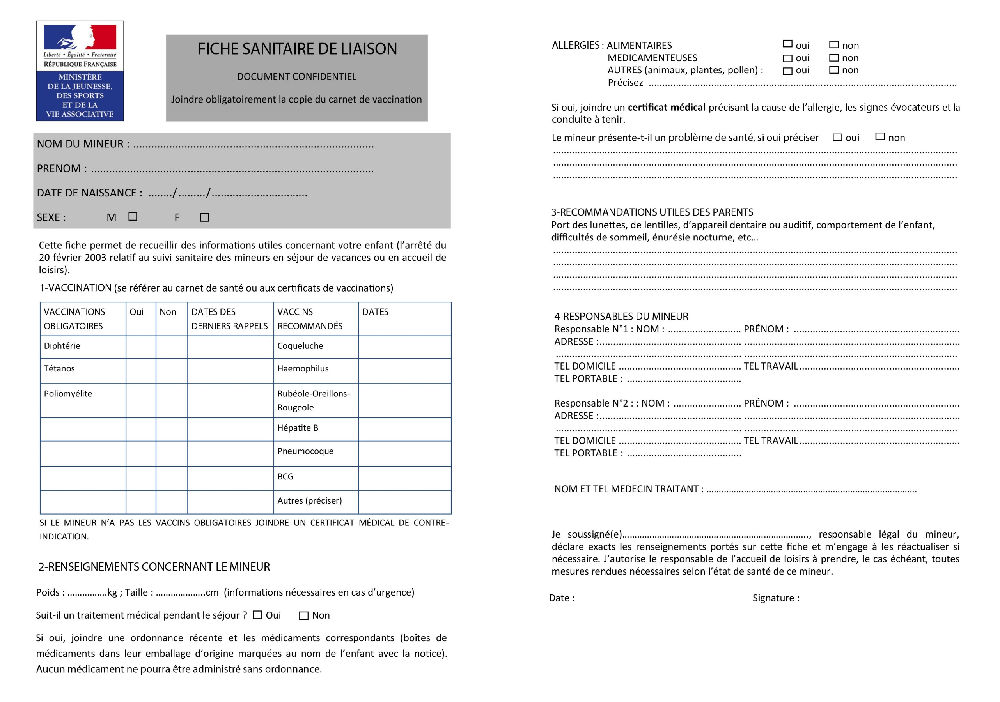 Liberté • Égalité • Fraternité
RÉPUBLIQUE FRANÇAISE
MINISTÈRE
DE LA JEUNESSE,
DES SPORTS
ET DE LA
VIE ASSOCIATIVE
FICHE SANITAIRE DE LIAISON
DOCUMENT CONFIDENTIEL
Joindre obligatoirement la copie du carnet de vaccination
NOM DU MINEUR : ................................................................................
PRENOM : ..............................................................................................
DATE DE NAISSANCE : ......../........./................................
SEXE : M ☐ F ☐
Cette fiche permet de recueillir des informations utiles concernant votre enfant (l’arrêté du
20 février 2003 relatif au suivi sanitaire des mineurs en séjour de vacances ou en accueil de
loisirs).
1-VACCINATION (se référer au carnet de santé ou aux certificats de vaccinations)
VACCINATIONS OBLIGATOIRES Oui Non DATES DES DERNIERS RAPPELS VACCINS RECOMMANDÉS DATES
Diphtérie Coqueluche
Tétanos Haemophilus
Poliomyélite Rubéole-Oreillons-
Rougeole
Hépatite B
Pneumocoque
BCG
Autres (préciser)
SI LE MINEUR N’A PAS LES VACCINS OBLIGATOIRES JOINDRE UN CERTIFICAT MÉDICAL DE CONTRE-
INDICATION.
2-RENSEIGNEMENTS CONCERNANT LE MINEUR
Poids : …………….kg ; Taille : ………………..cm (informations nécessaires en cas d’urgence)
Suit-il un traitement médical pendant le séjour ? ☐ Oui ☐ Non
Si oui, joindre une ordonnance récente et les médicaments correspondants (boîtes de
médicaments dans leur emballage d’origine marquées au nom de l’enfant avec la notice).
Aucun médicament ne pourra être administré sans ordonnance.
ALLERGIES : ALIMENTAIRES ☐ oui ☐ non
MEDICAMENTEUSES ☐ oui ☐ non
AUTRES (animaux, plantes, pollen) : ☐ oui ☐ non
Précisez ..............................................................................................................
Si oui, joindre un certificat médical précisant la cause de l’allergie, les signes évocateurs et la
conduite à tenir.
Le mineur présente-t-il un problème de santé, si oui préciser ☐ oui ☐ non
................................................................................................................................
................................................................................................................................
................................................................................................................................
3-RECOMMANDATIONS UTILES DES PARENTS
Port des lunettes, de lentilles, d’appareil dentaire ou auditif, comportement de l’enfant,
difficultés de sommeil, énurésie nocturne, etc…
................................................................................................................................
................................................................................................................................
................................................................................................................................
................................................................................................................................
4-RESPONSABLES DU MINEUR
Responsable N°1 : NOM : ........................... PRÉNOM : ..............................................................
ADRESSE :..................................................... .................................................................................
..................................................................... ................................................................................
TEL DOMICILE .............................................. TEL TRAVAIL............................................................
TEL PORTABLE : ..........................................
Responsable N°2 : : NOM : ......................... PRÉNOM : ..............................................................
ADRESSE :..................................................... .................................................................................
..................................................................... ................................................................................
TEL DOMICILE .............................................. TEL TRAVAIL............................................................
TEL PORTABLE : ..........................................
NOM ET TEL MEDECIN TRAITANT : ………………………………………………………………………….
Je soussigné(e)………………………………………………………………..., responsable légal du mineur,
déclare exacts les renseignements portés sur cette fiche et m’engage à les réactualiser si
nécessaire. J’autorise le responsable de l’accueil de loisirs à prendre, le cas échéant, toutes
mesures rendues nécessaires selon l’état de santé de ce mineur.
Date : Signature :